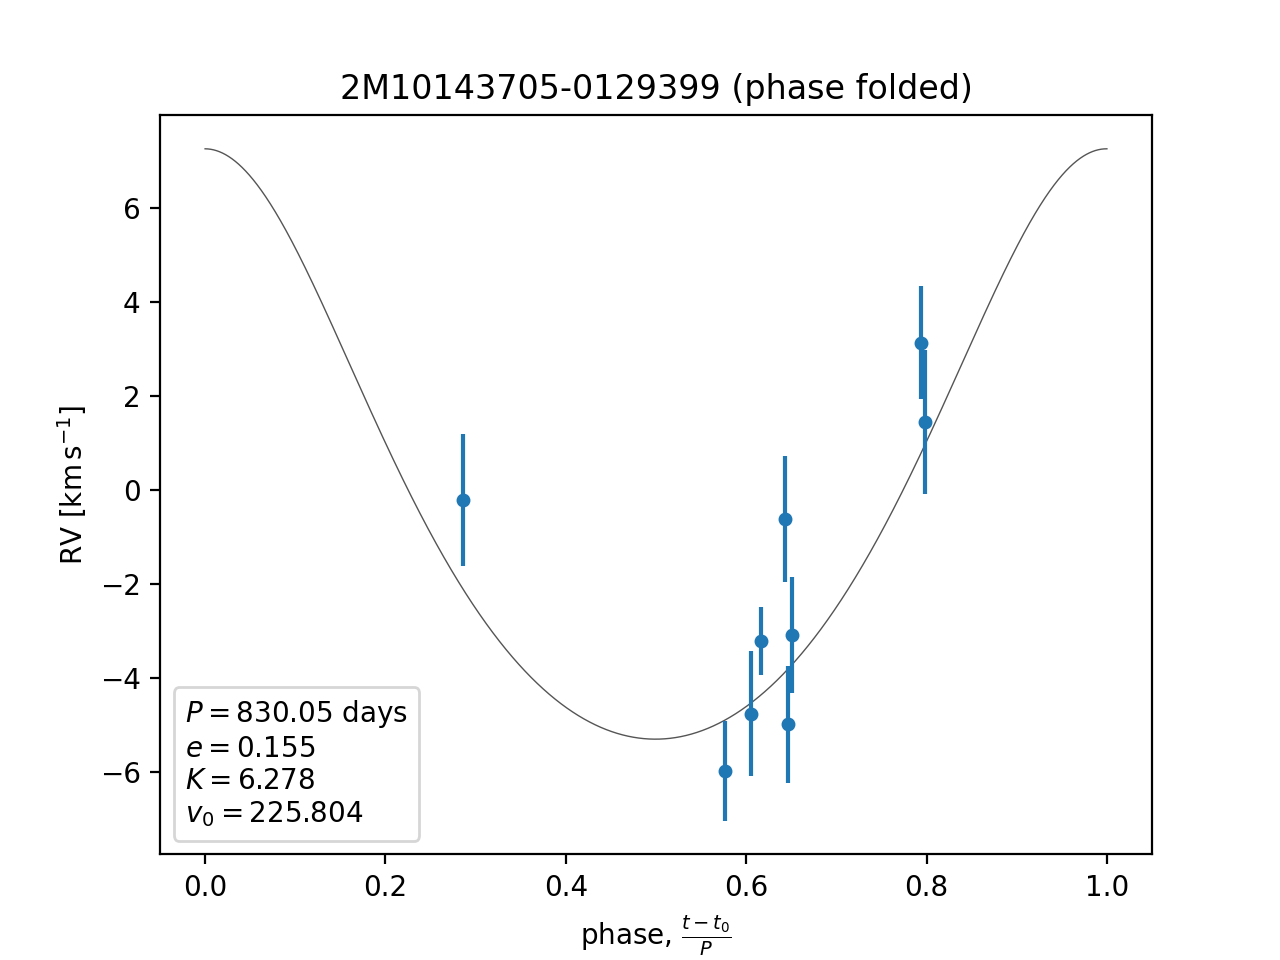 2M10143705-0129399 (phase folded)
RV [km s⁻¹]
6
4
2
0
−2
−4
−6
P = 830.05 days
e = 0.155
K = 6.278
v₀ = 225.804
0.0 0.2 0.4 0.6 0.8 1.0
phase, (t − t₀)/P